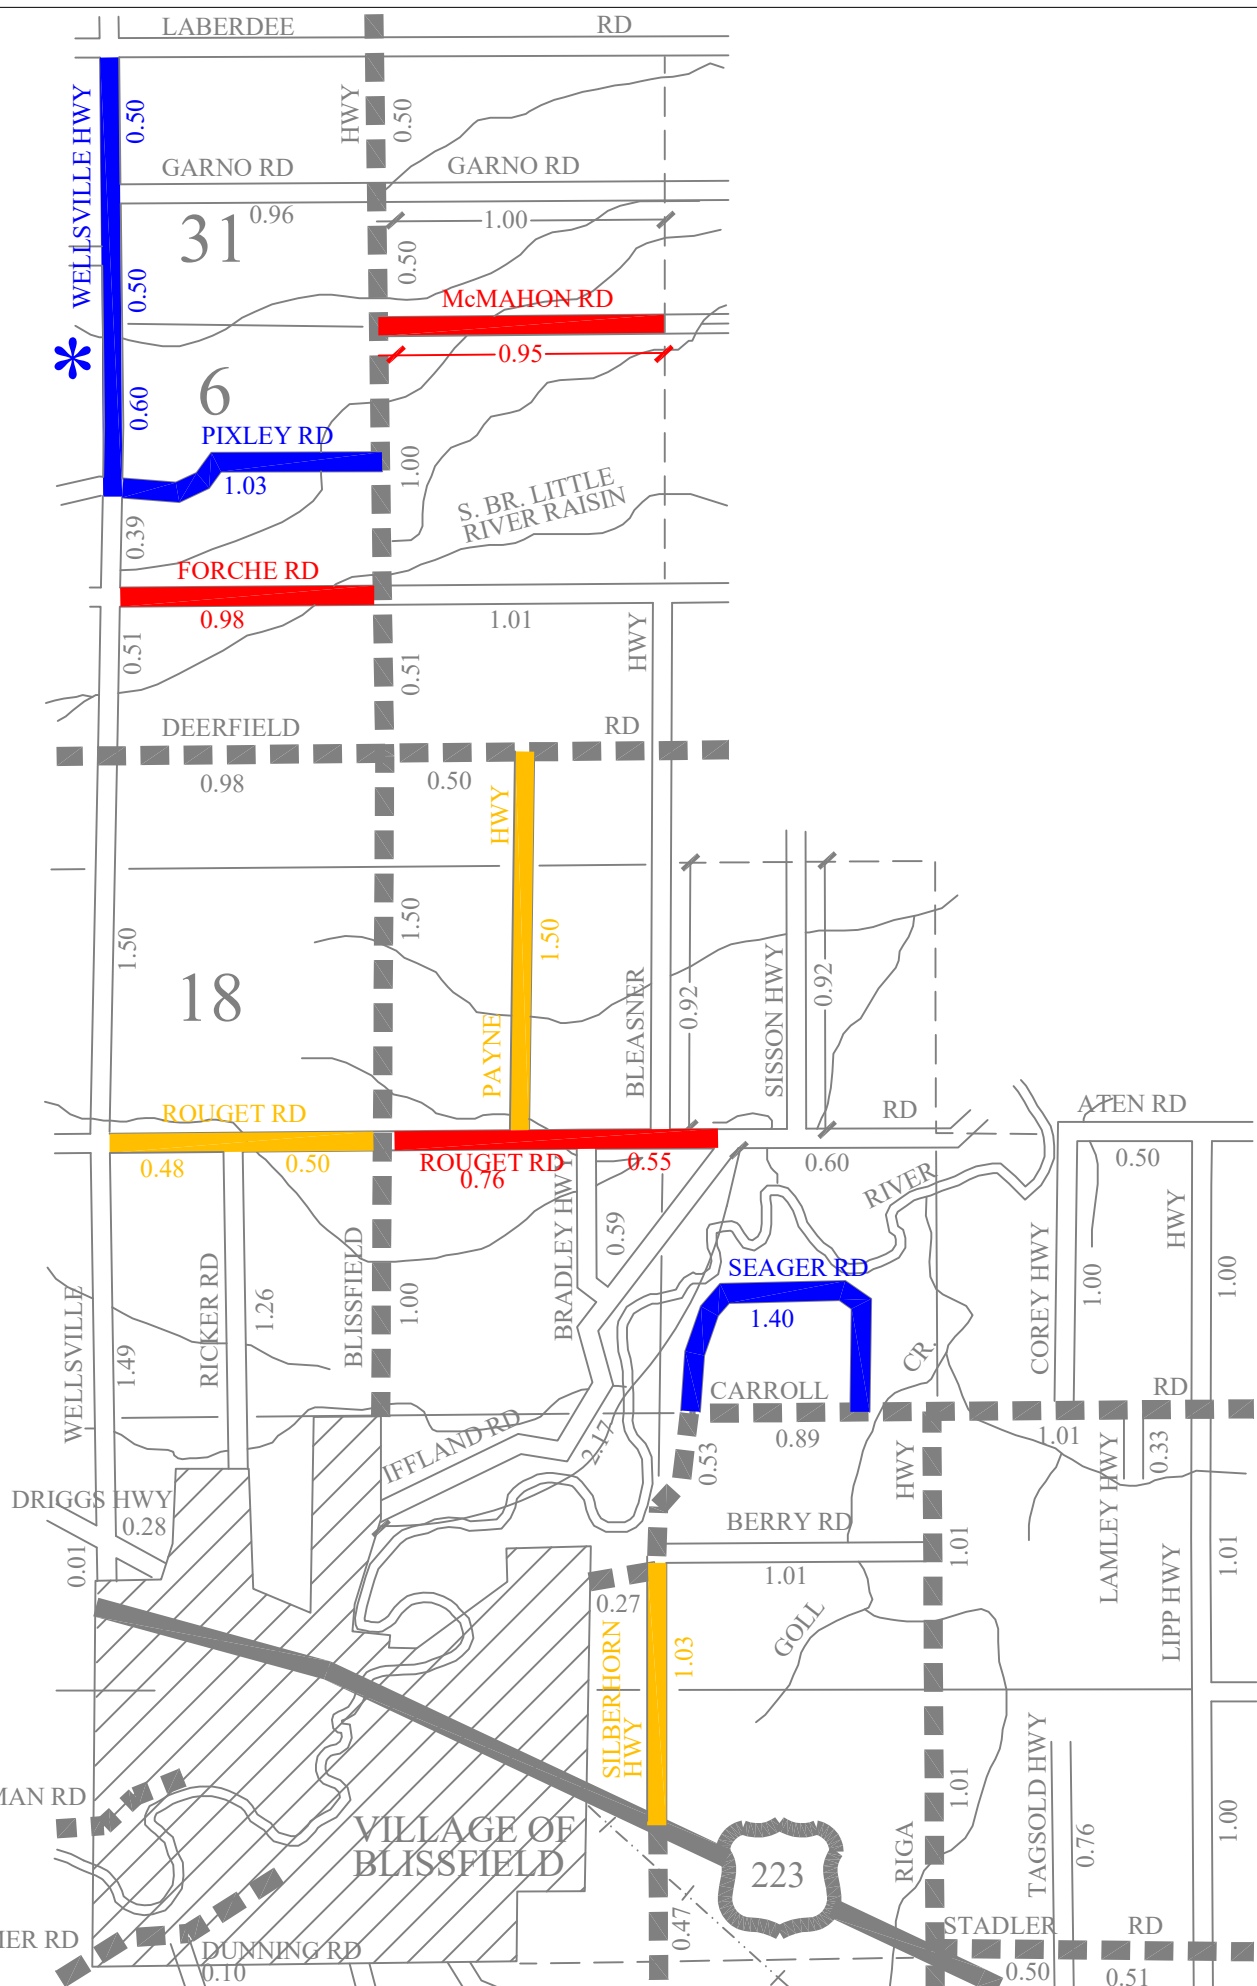 LABERDEE RD
WELLSVILLE HWY
0.50
HWY
0.50
GARNO RD
GARNO RD
31
0.96
1.00
0.50
0.50
McMAHON RD
0.95
*
0.60
6
PIXLEY RD
1.03
1.00
S. BR. LITTLE
RIVER RAISIN
0.39
FORCHE RD
0.98
1.01
0.51
0.51
HWY
DEERFIELD RD
0.98
0.50
HWY
1.50
1.50
1.50
18
PAYNE
BLEASNER
0.92
SISSON HWY
0.92
ROUGET RD
0.48
0.50
ROUGET RD
0.76
0.55
RD
0.60
ATEN RD
0.50
RIVER
BRADLEY HWY
0.59
HWY
WELLSVILLE
1.49
RICKER RD
1.26
BLISSFIELD
1.00
SEAGER RD
1.40
COREY HWY
1.00
1.00
CR.
CARROLL RD
0.89
1.01
IFFLAND RD
2.17
0.53
HWY
LAMLEY HWY
0.33
DRIGGS HWY
0.28
0.01
BERRY RD
1.01
1.01
LIPP HWY
1.01
0.27
SILBERHORN
HWY
1.03
GOLL
MAN RD
VILLAGE OF
BLISSFIELD
223
RIGA
1.01
TAGSOLD HWY
0.76
1.00
MER RD
DUNNING RD
0.10
0.47
STADLER RD
0.50
0.51